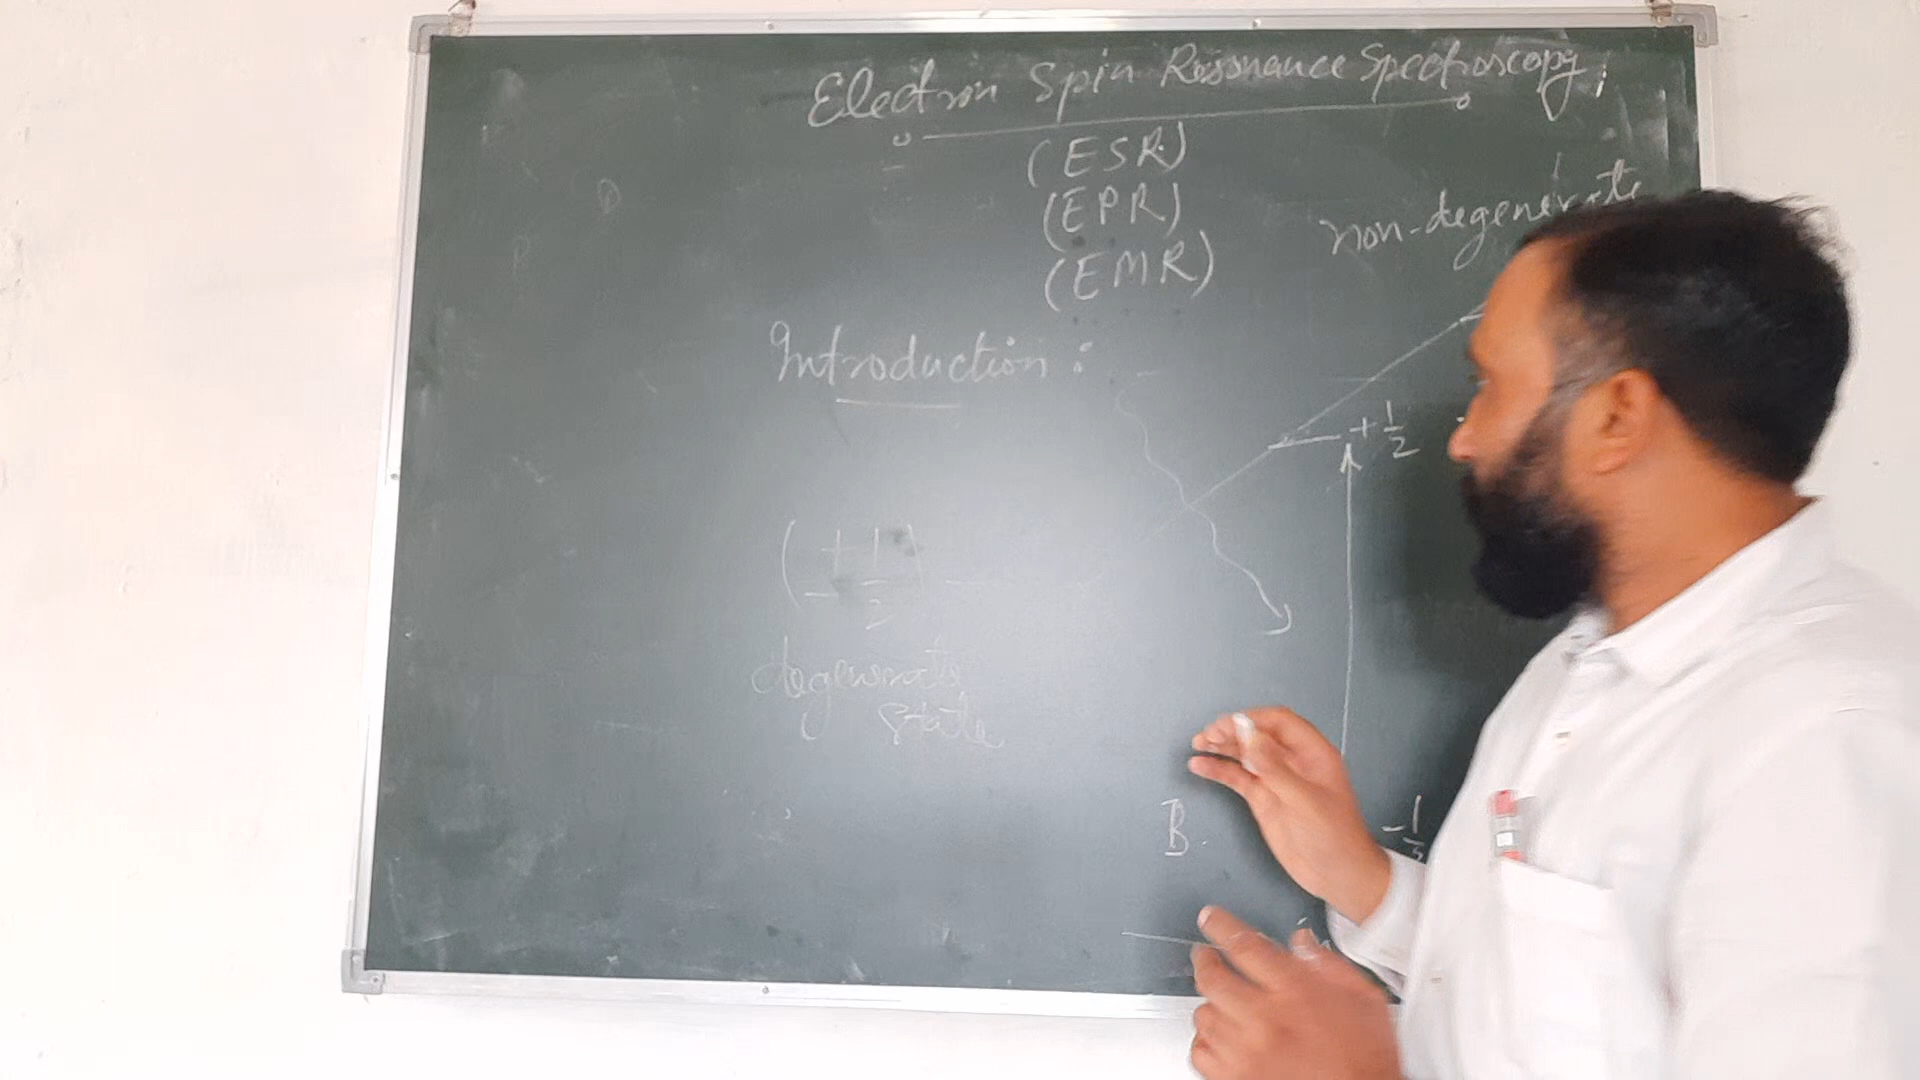 Electron Spin Resonance Spectroscopy
(ESR)
(EPR)
(EMR)
non-degenerate
Introduction :
+1/2
(±1/2)
degenerate
state
B
-1/2